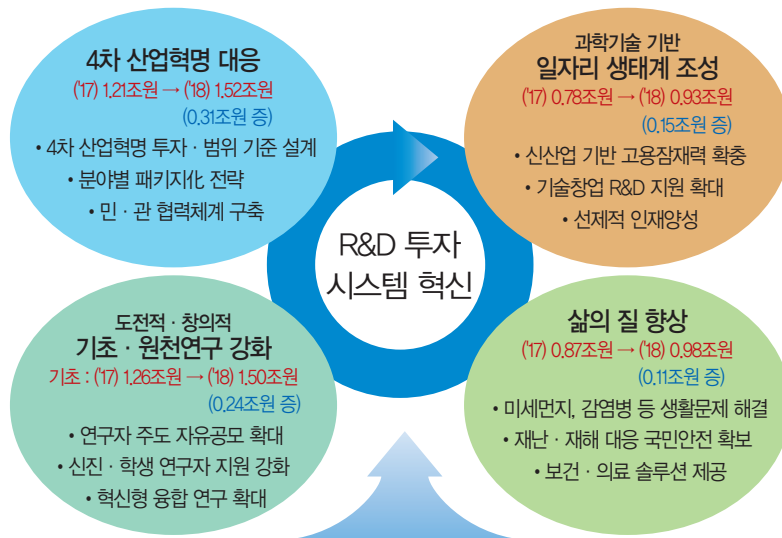 4차 산업혁명 대응
('17) 1.21조원 → ('18) 1.52조원
(0.31조원 증)
• 4차 산업혁명 투자 · 범위 기준 설계
• 분야별 패키지化 전략
• 민 · 관 협력체계 구축
과학기술 기반
일자리 생태계 조성
('17) 0.78조원 → ('18) 0.93조원
(0.15조원 증)
• 신산업 기반 고용잠재력 확충
• 기술창업 R&D 지원 확대
• 선제적 인재양성
R&D 투자
시스템 혁신
도전적 · 창의적
기초 · 원천연구 강화
기초 : ('17) 1.26조원 → ('18) 1.50조원
(0.24조원 증)
• 연구자 주도 자유공모 확대
• 신진 · 학생 연구자 지원 강화
• 혁신형 융합 연구 확대
삶의 질 향상
('17) 0.87조원 → ('18) 0.98조원
(0.11조원 증)
• 미세먼지, 감염병 등 생활문제 해결
• 재난 · 재해 대응 국민안전 확보
• 보건 · 의료 솔루션 제공